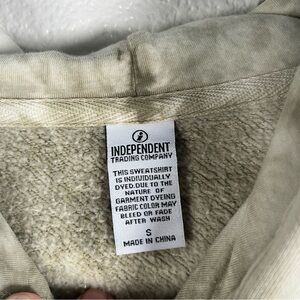 INDEPENDENT
TRADING COMPANY
THIS SWEATSHIRT
IS INDIVIDUALLY
DYED.DUE TO THE
NATURE OF
GARMENT DYEING
FABRIC COLOR MAY
BLEED OR FADE
AFTER WASH
S
MADE IN CHINA